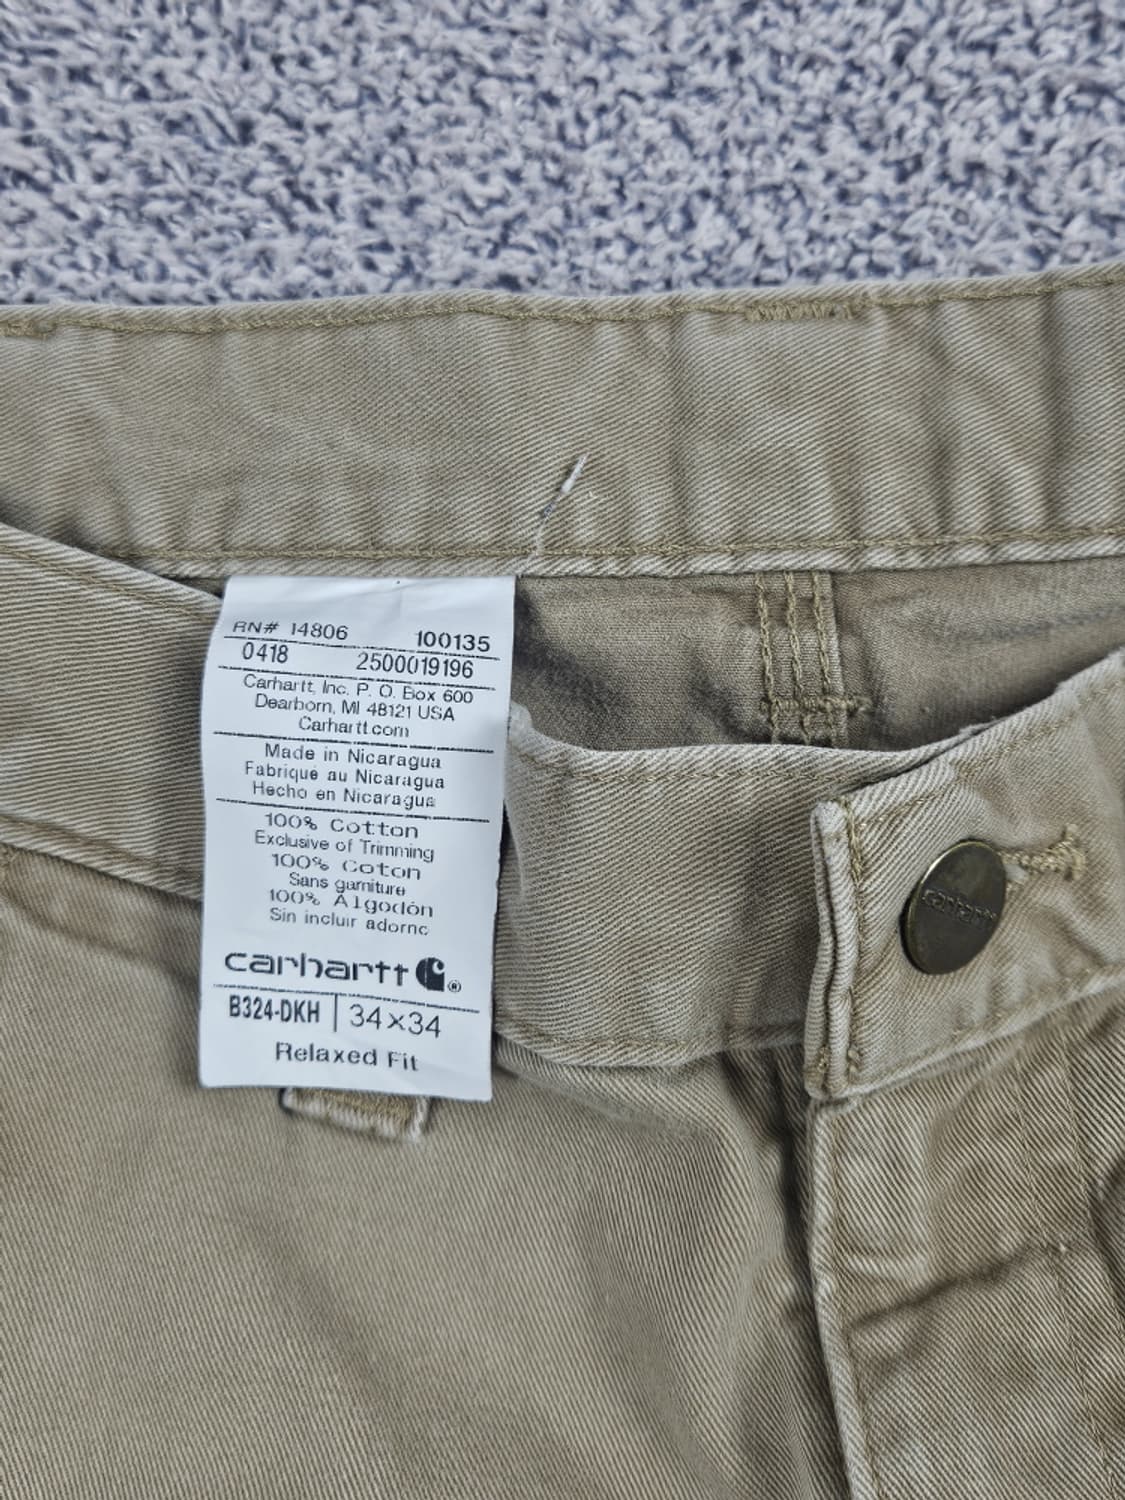 RN# 14806 100135
0418 2500019196
Carhartt, Inc. P. O. Box 600
Dearborn, MI 48121 USA
Carhartt.com
Made in Nicaragua
Fabriqué au Nicaragua
Hecho en Nicaragua
100% Cotton
Exclusive of Trimming
100% Coton
Sans garniture
100% Algodón
Sin incluir adorno
carhartt ®
B324-DKH | 34x34
Relaxed Fit
carhartt